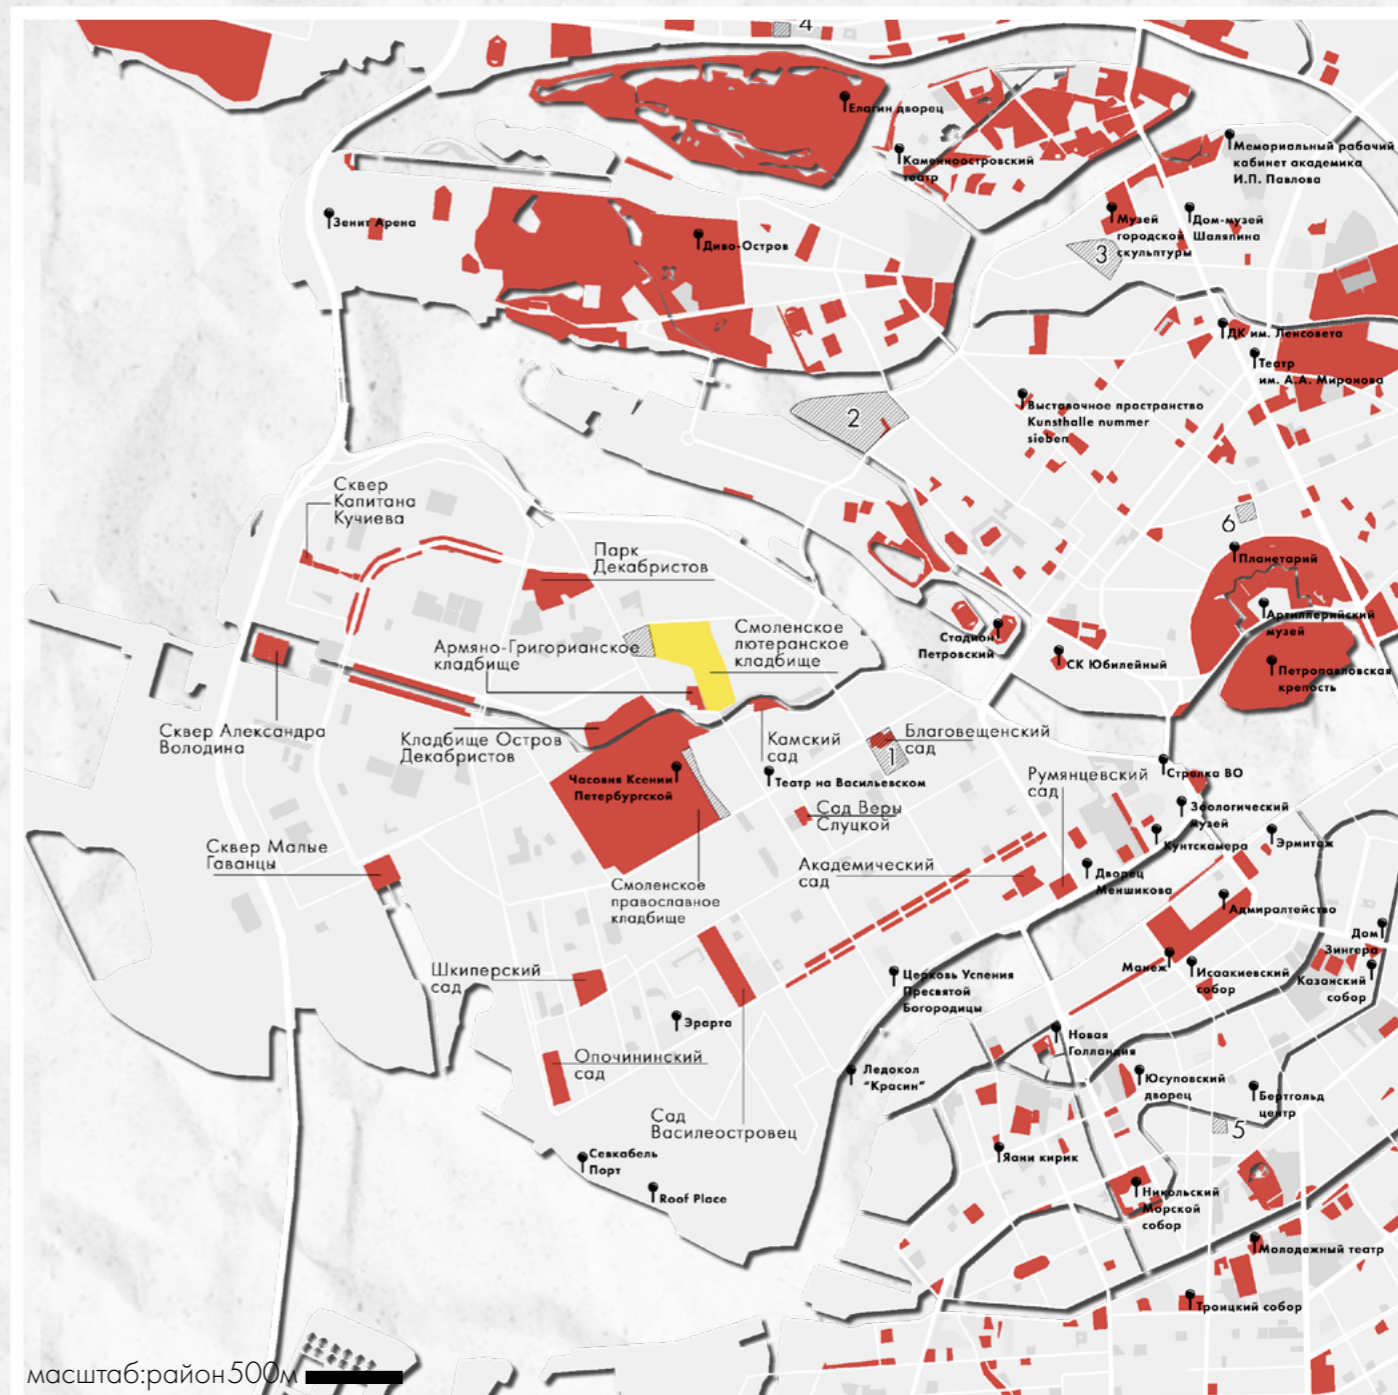 4
Елагин дворец
Каменноостровский
театр
Мемориальный рабочий
кабинет академика
И.П. Павлова
Зенит Арена
Диво-Остров
Музей
городской
скульптуры
Дом-музей
Шаляпина
3
ДК им. Ленсовета
Театр
им. А.А. Миронова
2
Выставочное пространство
Kunsthalle nummer
sieben
Сквер
Капитана
Кучиева
6
Планетарий
Парк
Декабристов
Артиллерийский
музей
Армяно-Григорианское
кладбище
Смоленское
лютеранское
кладбище
Стадион
Петровский
СК Юбилейный
Петропавловская
крепость
Сквер Александра
Володина
Кладбище Остров
Декабристов
Камский
сад
Благовещенский
сад
1
Часовня Ксении
Петербургской
Театр на Васильевском
Румянцевский
сад
Стрелка ВО
Сад Веры
Слуцкой
Зоологический
музей
Кунтскамера
Эрмитаж
Сквер Малые
Гаванцы
Академический
сад
Дворец
Меншикова
Смоленское
православное
кладбище
Адмиралтейство
Дом
Зингера
Шкиперский
сад
Церковь Успения
Пресвятой
Богородицы
Манеж
Исаакиевский
собор
Казанский
собор
Эрарта
Новая
Голландия
Опочининский
сад
Ледокол
"Красин"
Юсуповский
дворец
Бертгольд
центр
Сад
Василеостровец
5
Севкабель
Порт
Яани кирик
Roof Place
Никольский
Морской
собор
Молодежный театр
Троицкий собор
масштаб:район500м